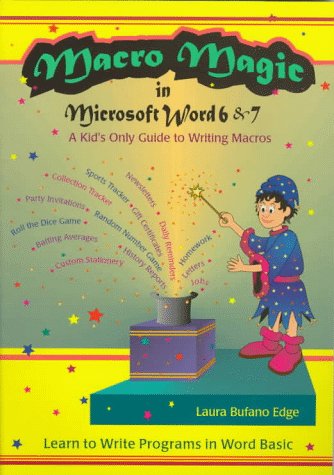 Macro Magic
in
Microsoft Word 6 & 7
A Kid's Only Guide to Writing Macros
Newsletters
Sports Tracker
Collection Tracker
Gift Certificates
Party Invitations
Daily Reminders
Random Number Game
Roll the Dice Game
Homework
History Reports
Batting Averages
Letters
Custom Stationery
Jobs
Laura Bufano Edge
Learn to Write Programs in Word Basic